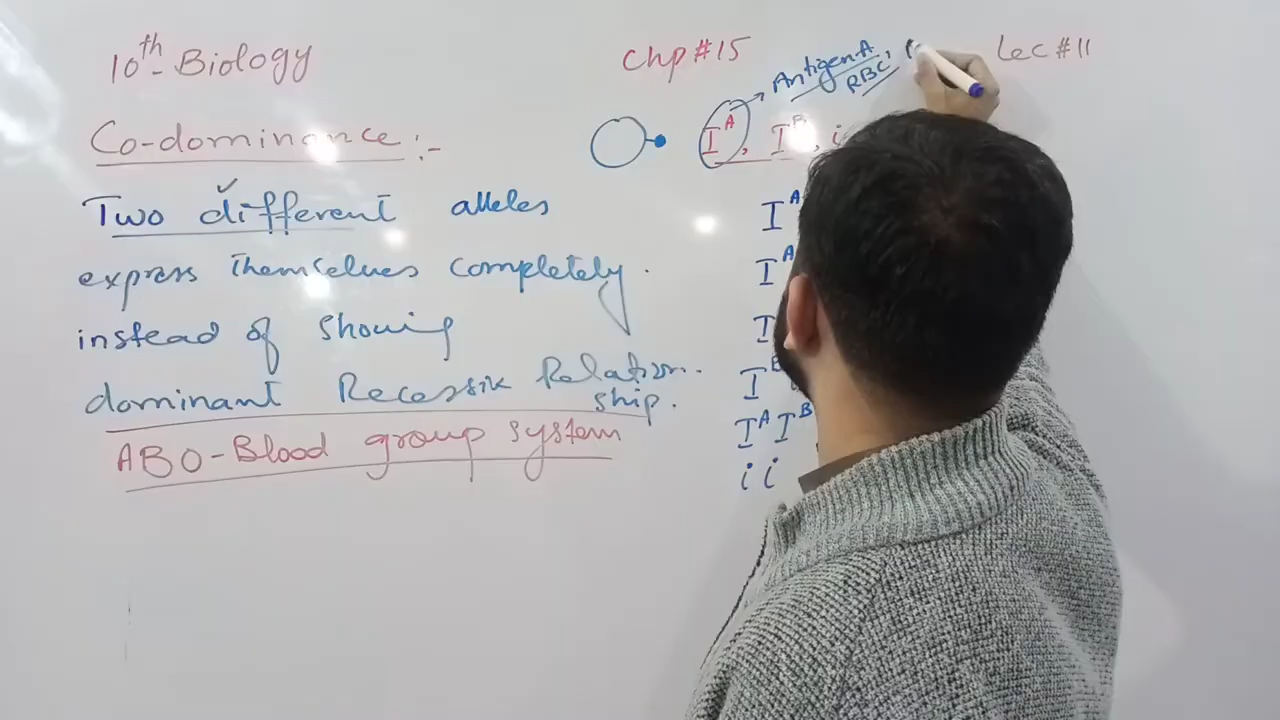 10th - Biology
Chp #15
Lec #11
Antigen-A,
RBC
Co-dominance :-
I^A, I^B, i
Two different alleles
express themselves completely.
instead of showing
dominant Recessive Relation
ship.
ABO-Blood group system
I^A
I^A
I
I^B
I^A I^B
i i